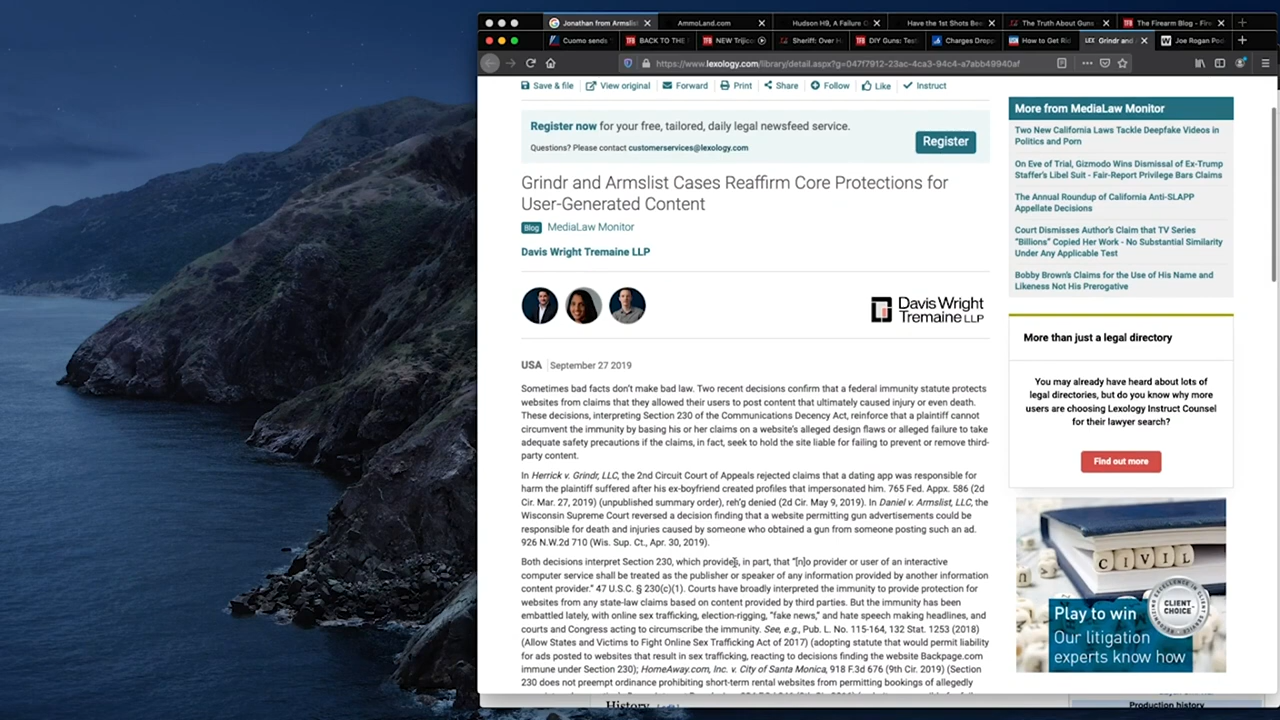 Jonathan from Armslist
AmmoLand.com
Hudson H9, A Failure O
Have the 1st Shots Bee
The Truth About Guns
The Firearm Blog - Fire
Cuomo sends
BACK TO THE
NEW Trijico
Sheriff: Over H
DIY Guns: Test
Charges Dropp
How to Get Rid
LEX Grindr and A
Joe Rogan Pod
https://www.lexology.com/library/detail.aspx?g=047f7912-23ac-4ca3-94c4-a7abb49940af
Save & file
View original
Forward
Print
Share
Follow
Like
Instruct
Register now for your free, tailored, daily legal newsfeed service.
Questions? Please contact customerservices@lexology.com
Register
Grindr and Armslist Cases Reaffirm Core Protections for
User-Generated Content
Blog MediaLaw Monitor
Davis Wright Tremaine LLP
Davis Wright
Tremaine LLP
USA | September 27 2019
Sometimes bad facts don't make bad law. Two recent decisions confirm that a federal immunity statute protects
websites from claims that they allowed their users to post content that ultimately caused injury or even death.
These decisions, interpreting Section 230 of the Communications Decency Act, reinforce that a plaintiff cannot
circumvent the immunity by basing his or her claims on a website's alleged design flaws or alleged failure to take
adequate safety precautions if the claims, in fact, seek to hold the site liable for failing to prevent or remove third-
party content.
In Herrick v. Grindr, LLC, the 2nd Circuit Court of Appeals rejected claims that a dating app was responsible for
harm the plaintiff suffered after his ex-boyfriend created profiles that impersonated him. 765 Fed. Appx. 586 (2d
Cir. Mar. 27, 2019) (unpublished summary order), reh'g denied (2d Cir. May 9, 2019). In Daniel v. Armslist, LLC, the
Wisconsin Supreme Court reversed a decision finding that a website permitting gun advertisements could be
responsible for death and injuries caused by someone who obtained a gun from someone posting such an ad.
926 N.W.2d 710 (Wis. Sup. Ct., Apr. 30, 2019).
Both decisions interpret Section 230, which provides, in part, that "[n]o provider or user of an interactive
computer service shall be treated as the publisher or speaker of any information provided by another information
content provider." 47 U.S.C. § 230(c)(1). Courts have broadly interpreted the immunity to provide protection for
websites from any state-law claims based on content provided by third parties. But the immunity has been
embattled lately, with online sex trafficking, election-rigging, "fake news," and hate speech making headlines, and
courts and Congress acting to circumscribe the immunity. See, e.g., Pub. L. No. 115-164, 132 Stat. 1253 (2018)
(Allow States and Victims to Fight Online Sex Trafficking Act of 2017) (adopting statute that would permit liability
for ads posted to websites that result in sex trafficking, reacting to decisions finding the website Backpage.com
immune under Section 230); HomeAway.com, Inc. v. City of Santa Monica, 918 F.3d 676 (9th Cir. 2019) (Section
230 does not preempt ordinance prohibiting short-term rental websites from permitting bookings of allegedly
More from MediaLaw Monitor
Two New California Laws Tackle Deepfake Videos in
Politics and Porn
On Eve of Trial, Gizmodo Wins Dismissal of Ex-Trump
Staffer's Libel Suit - Fair-Report Privilege Bars Claims
The Annual Roundup of California Anti-SLAPP
Appellate Decisions
Court Dismisses Author's Claim that TV Series
"Billions" Copied Her Work - No Substantial Similarity
Under Any Applicable Test
Bobby Brown's Claims for the Use of His Name and
Likeness Not His Prerogative
More than just a legal directory
You may already have heard about lots of
legal directories, but do you know why more
users are choosing Lexology Instruct Counsel
for their lawyer search?
Find out more
CIVIL
CLIENT
CHOICE
Play to win
Our litigation
experts know how
History
Production history